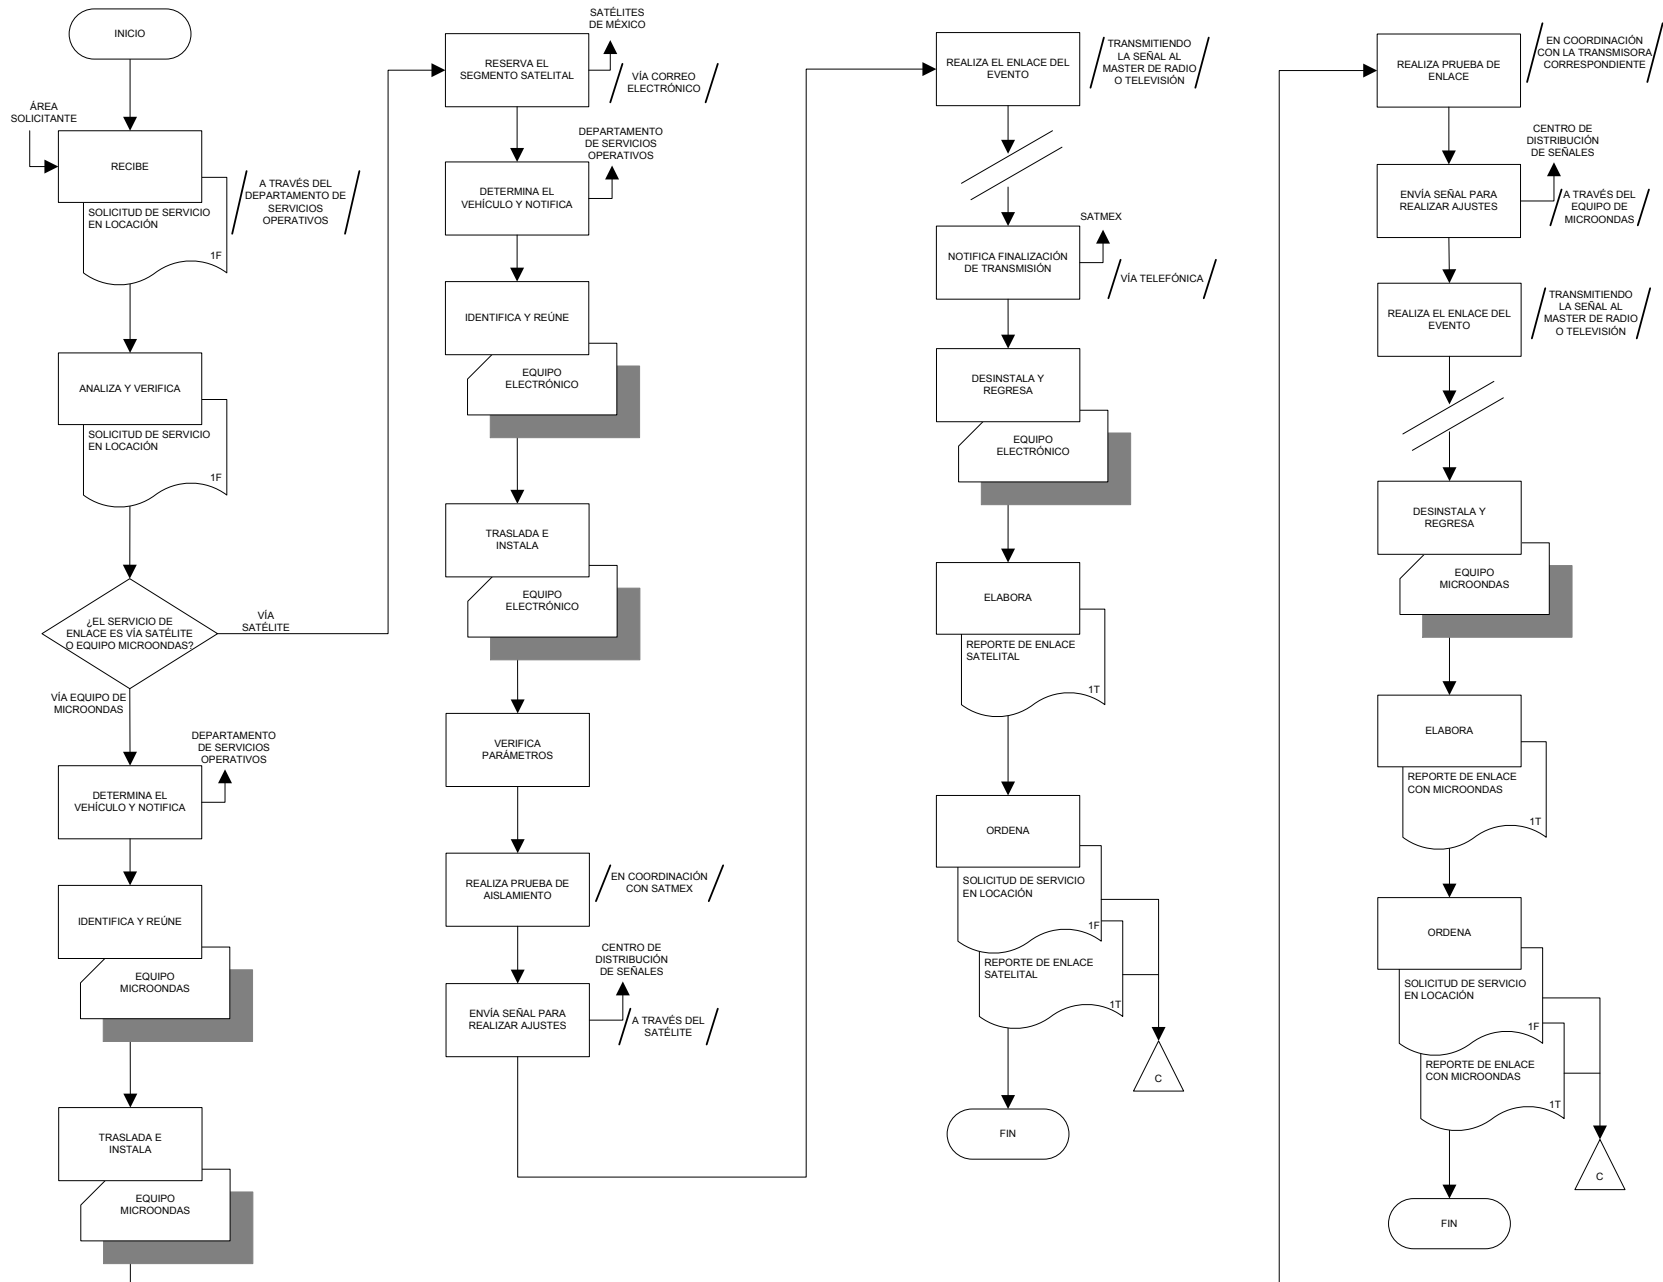 INICIO
ÁREA
SOLICITANTE
RECIBE
SOLICITUD DE SERVICIO
EN LOCACIÓN
1F
A TRAVÉS DEL
DEPARTAMENTO DE
SERVICIOS
OPERATIVOS
ANALIZA Y VERIFICA
SOLICITUD DE SERVICIO
EN LOCACIÓN
1F
¿EL SERVICIO DE
ENLACE ES VÍA SATÉLITE
O EQUIPO MICROONDAS?
VÍA
SATÉLITE
VÍA EQUIPO DE
MICROONDAS
DEPARTAMENTO
DE SERVICIOS
OPERATIVOS
DETERMINA EL
VEHÍCULO Y NOTIFICA
IDENTIFICA Y REÚNE
EQUIPO
MICROONDAS
TRASLADA E
INSTALA
EQUIPO
MICROONDAS
SATÉLITES
DE MÉXICO
RESERVA EL
SEGMENTO SATELITAL
VÍA CORREO
ELECTRÓNICO
DEPARTAMENTO
DE SERVICIOS
OPERATIVOS
DETERMINA EL
VEHÍCULO Y NOTIFICA
IDENTIFICA Y REÚNE
EQUIPO
ELECTRÓNICO
TRASLADA E
INSTALA
EQUIPO
ELECTRÓNICO
VERIFICA
PARÁMETROS
REALIZA PRUEBA DE
AISLAMIENTO
EN COORDINACIÓN
CON SATMEX
CENTRO DE
DISTRIBUCIÓN
DE SEÑALES
ENVÍA SEÑAL PARA
REALIZAR AJUSTES
A TRAVÉS DEL
SATÉLITE
REALIZA EL ENLACE DEL
EVENTO
TRANSMITIENDO
LA SEÑAL AL
MASTER DE RADIO
O TELEVISIÓN
SATMEX
NOTIFICA FINALIZACIÓN
DE TRANSMISIÓN
VÍA TELEFÓNICA
DESINSTALA Y
REGRESA
EQUIPO
ELECTRÓNICO
ELABORA
REPORTE DE ENLACE
SATELITAL
1T
ORDENA
SOLICITUD DE SERVICIO
EN LOCACIÓN
1F
REPORTE DE ENLACE
SATELITAL
1T
C
FIN
REALIZA PRUEBA DE
ENLACE
EN COORDINACIÓN
CON LA TRANSMISORA
CORRESPONDIENTE
CENTRO DE
DISTRIBUCIÓN
DE SEÑALES
ENVÍA SEÑAL PARA
REALIZAR AJUSTES
A TRAVÉS DEL
EQUIPO DE
MICROONDAS
REALIZA EL ENLACE DEL
EVENTO
TRANSMITIENDO
LA SEÑAL AL
MASTER DE RADIO
O TELEVISIÓN
DESINSTALA Y
REGRESA
EQUIPO
MICROONDAS
ELABORA
REPORTE DE ENLACE
CON MICROONDAS
1T
ORDENA
SOLICITUD DE SERVICIO
EN LOCACIÓN
1F
REPORTE DE ENLACE
CON MICROONDAS
1T
C
FIN